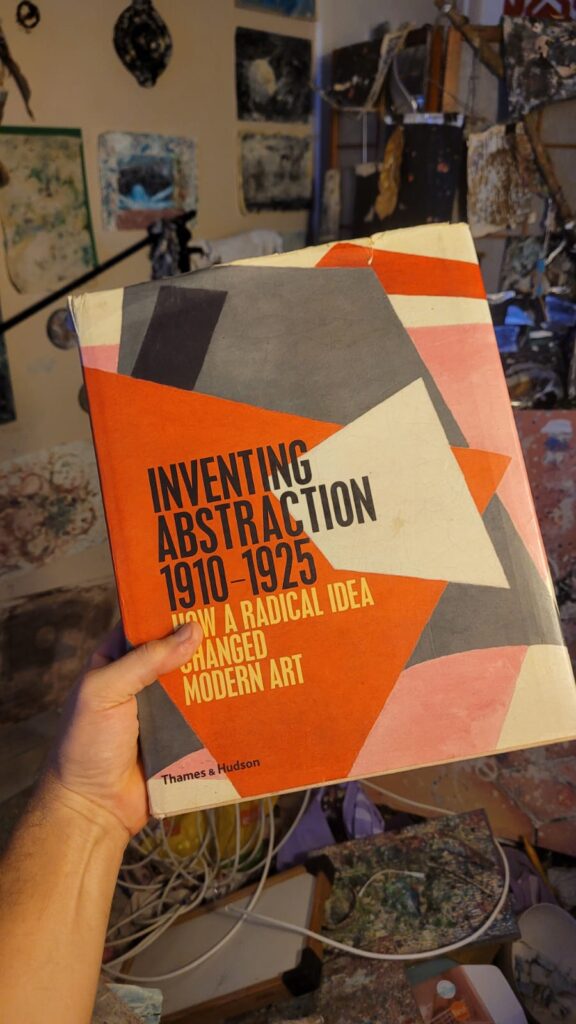 INVENTING
ABSTRACTION
1910–1925
HOW A RADICAL IDEA
CHANGED
MODERN ART
Thames & Hudson